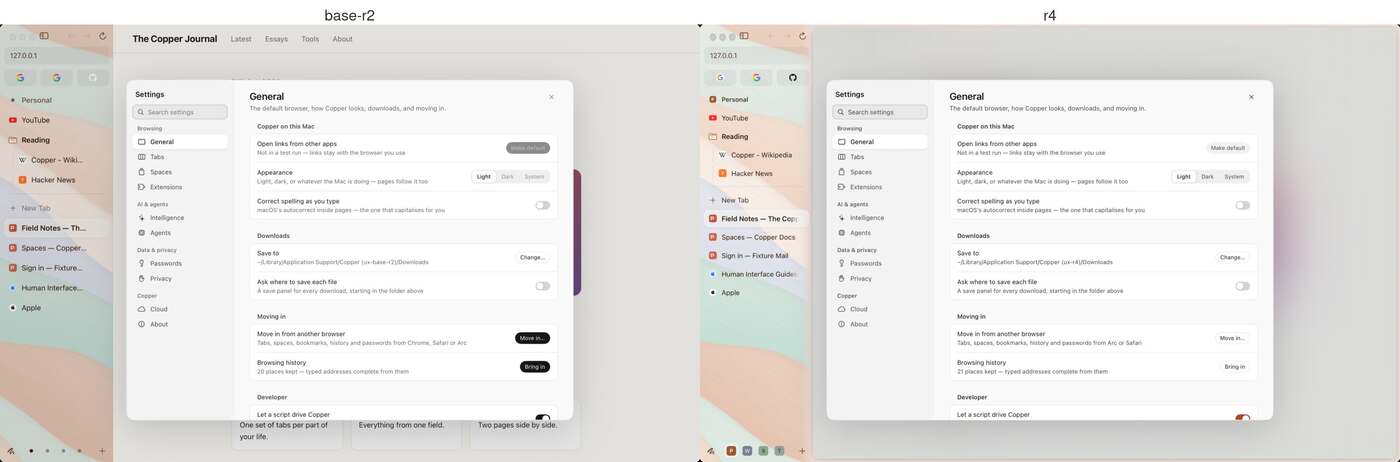 base-r2
127.0.0.1
Personal
YouTube
Reading
Copper - Wiki...
Hacker News
New Tab
Field Notes — Th...
Spaces — Copper...
Sign in — Fixture...
Human Interface...
Apple
The Copper Journal
Latest
Essays
Tools
About
Settings
Search settings
Browsing
General
Tabs
Spaces
Extensions
AI & agents
Intelligence
Agents
Data & privacy
Passwords
Privacy
Copper
Cloud
About
General
The default browser, how Copper looks, downloads, and moving in.
Copper on this Mac
Open links from other apps
Not in a test run — links stay with the browser you use
Make default
Appearance
Light, dark, or whatever the Mac is doing — pages follow it too
Light
Dark
System
Correct spelling as you type
macOS's autocorrect inside pages — the one that capitalises for you
Downloads
Save to
~/Library/Application Support/Copper (ux-base-r2)/Downloads
Change...
Ask where to save each file
A save panel for every download, starting in the folder above
Moving in
Move in from another browser
Tabs, spaces, bookmarks, history and passwords from Chrome, Safari or Arc
Move in...
Browsing history
20 places kept — typed addresses complete from them
Bring in
Developer
Let a script drive Copper
One set of tabs per part of
your life.
Everything from one field.
Two pages side by side.
r4
127.0.0.1
P Personal
YouTube
Reading
Copper - Wikipedia
Hacker News
New Tab
Field Notes — The Cop
Spaces — Copper Docs
Sign in — Fixture Mail
Human Interface Guide
Apple
P
W
T
Settings
Search settings
Browsing
General
Tabs
Spaces
Extensions
AI & agents
Intelligence
Agents
Data & privacy
Passwords
Privacy
Copper
Cloud
About
General
The default browser, how Copper looks, downloads, and moving in.
Copper on this Mac
Open links from other apps
Not in a test run — links stay with the browser you use
Make default
Appearance
Light, dark, or whatever the Mac is doing — pages follow it too
Light
Dark
System
Correct spelling as you type
macOS's autocorrect inside pages — the one that capitalises for you
Downloads
Save to
~/Library/Application Support/Copper (ux-r4)/Downloads
Change...
Ask where to save each file
A save panel for every download, starting in the folder above
Moving in
Move in from another browser
Tabs, spaces, bookmarks, history and passwords from Arc or Safari
Move in...
Browsing history
21 places kept — typed addresses complete from them
Bring in
Developer
Let a script drive Copper